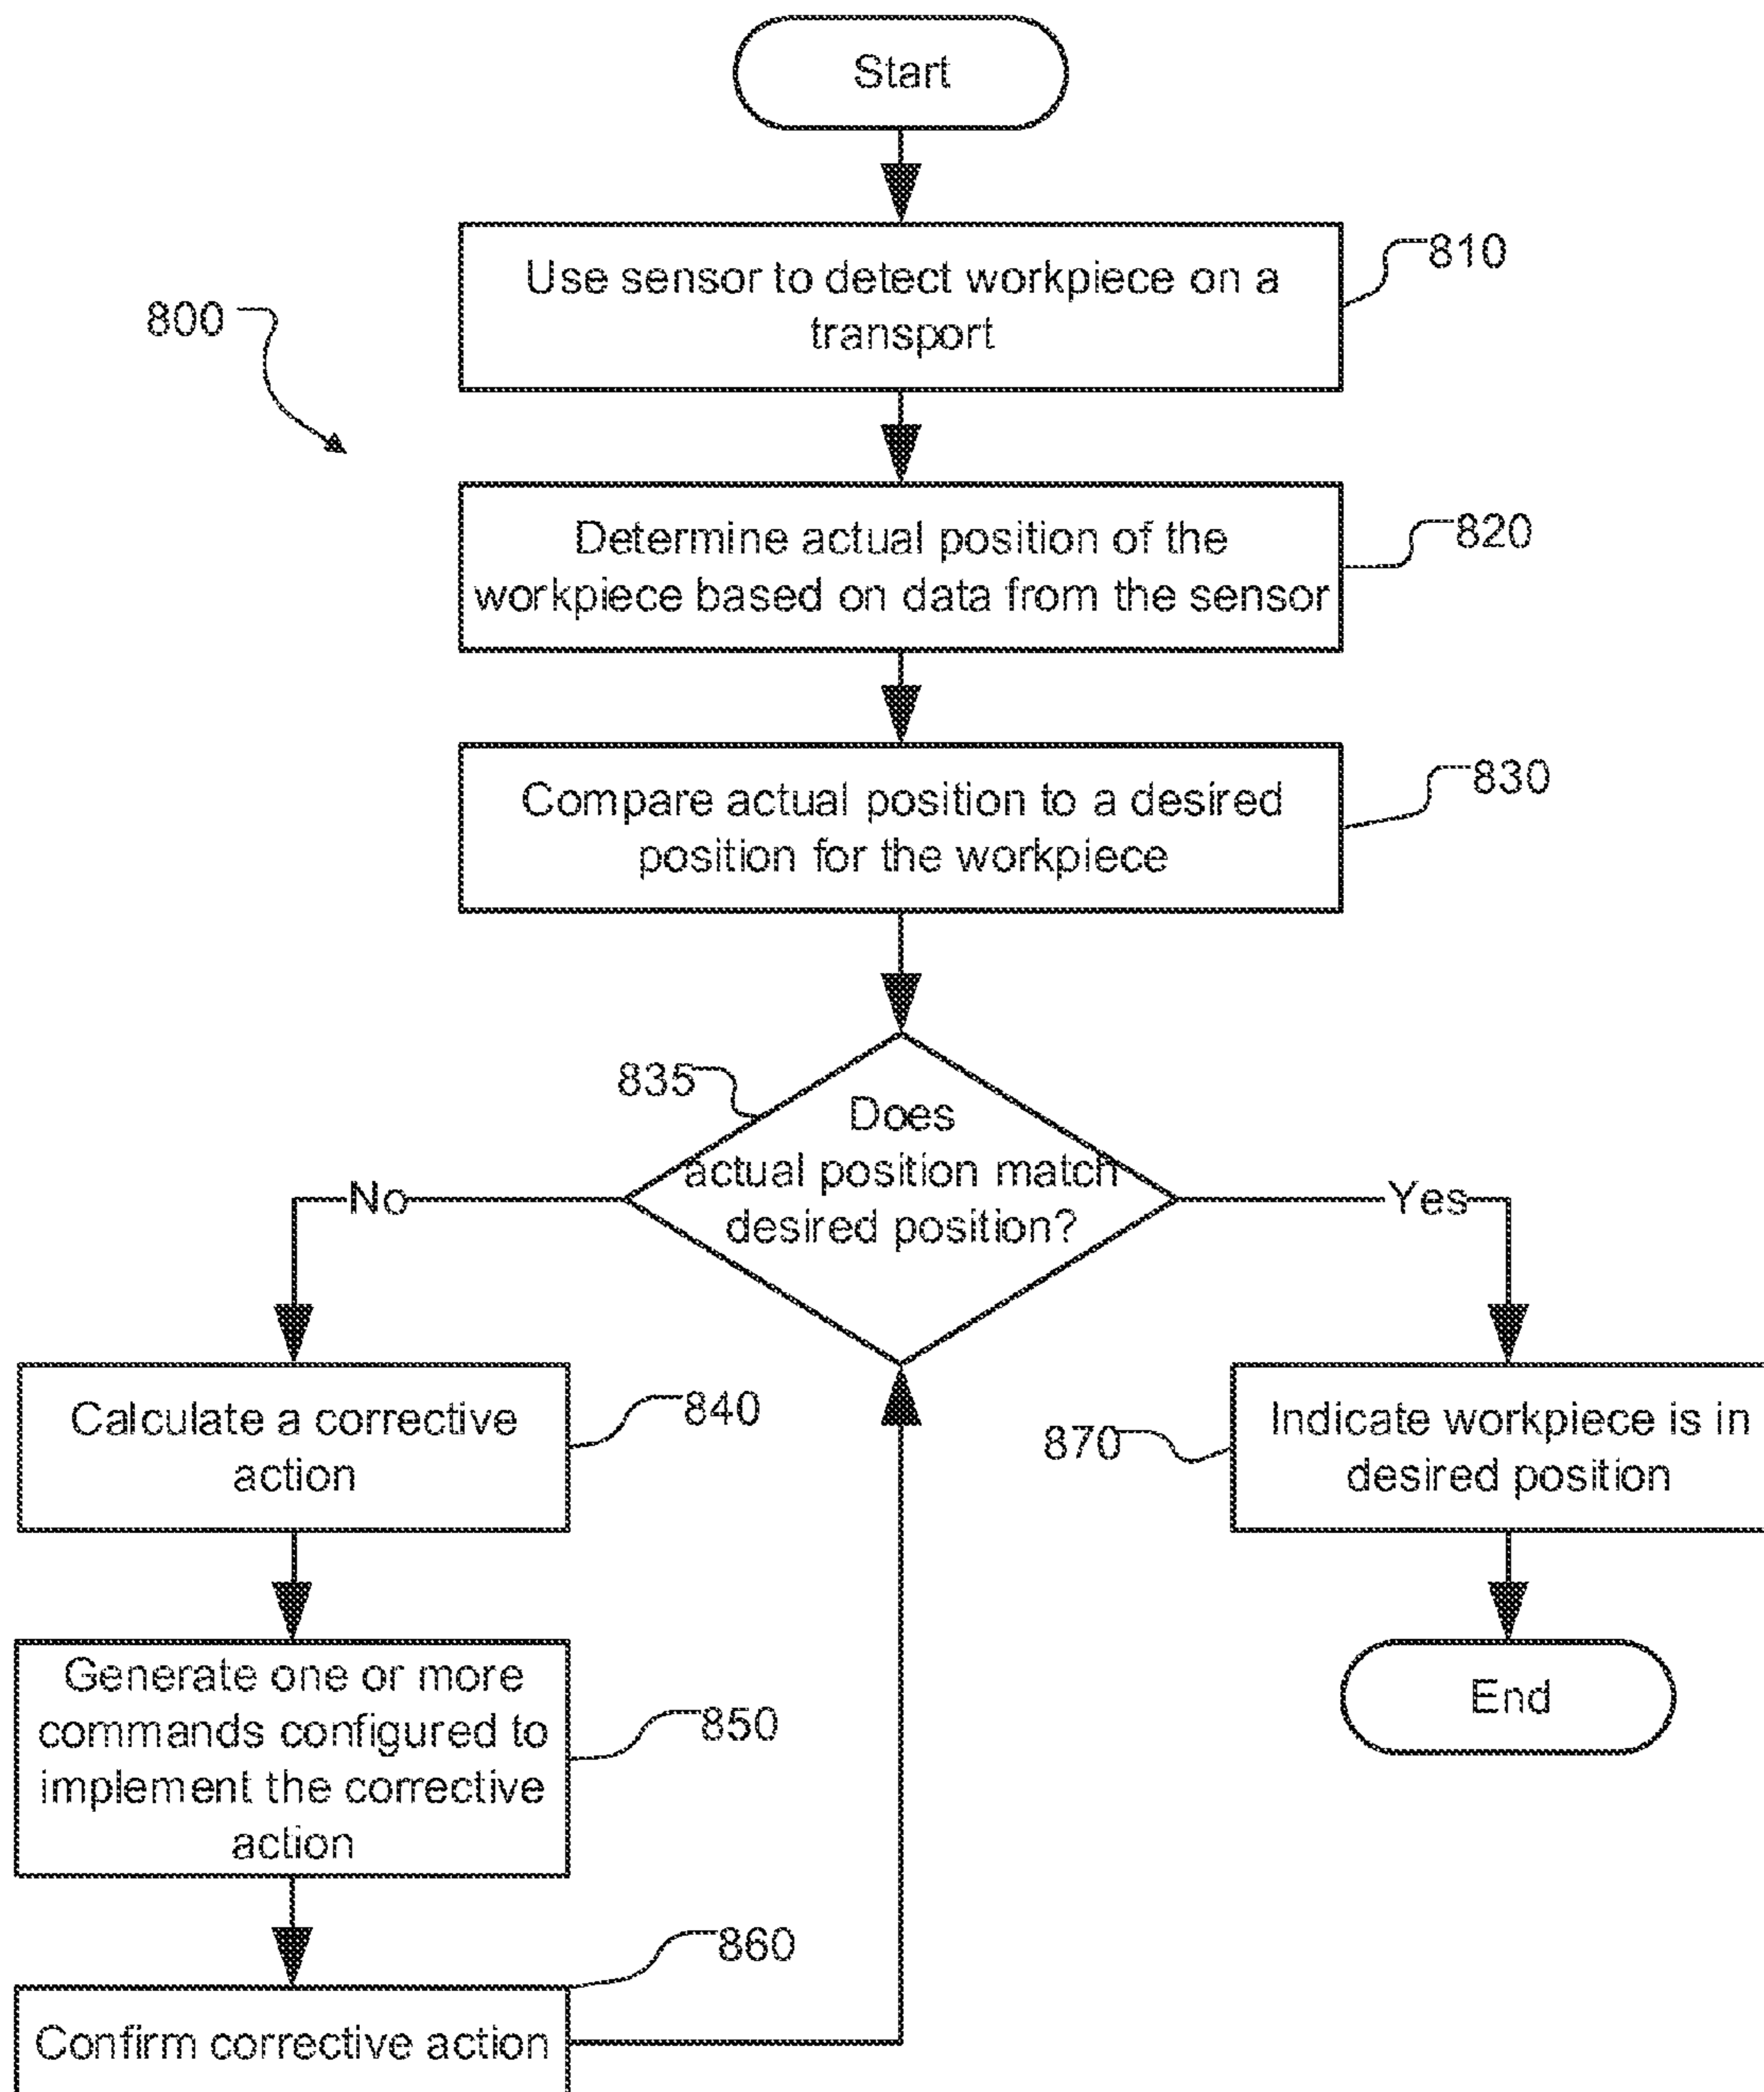 Start
Use sensor to detect workpiece on a
transport
810
800
Determine actual position of the
workpiece based on data from the sensor
820
Compare actual position to a desired
position for the workpiece
830
835
Does
actual position match
desired position?
No
Yes
Calculate a corrective
action
840
870
Indicate workpiece is in
desired position
Generate one or more
commands configured to
implement the corrective
action
850
End
860
Confirm corrective action